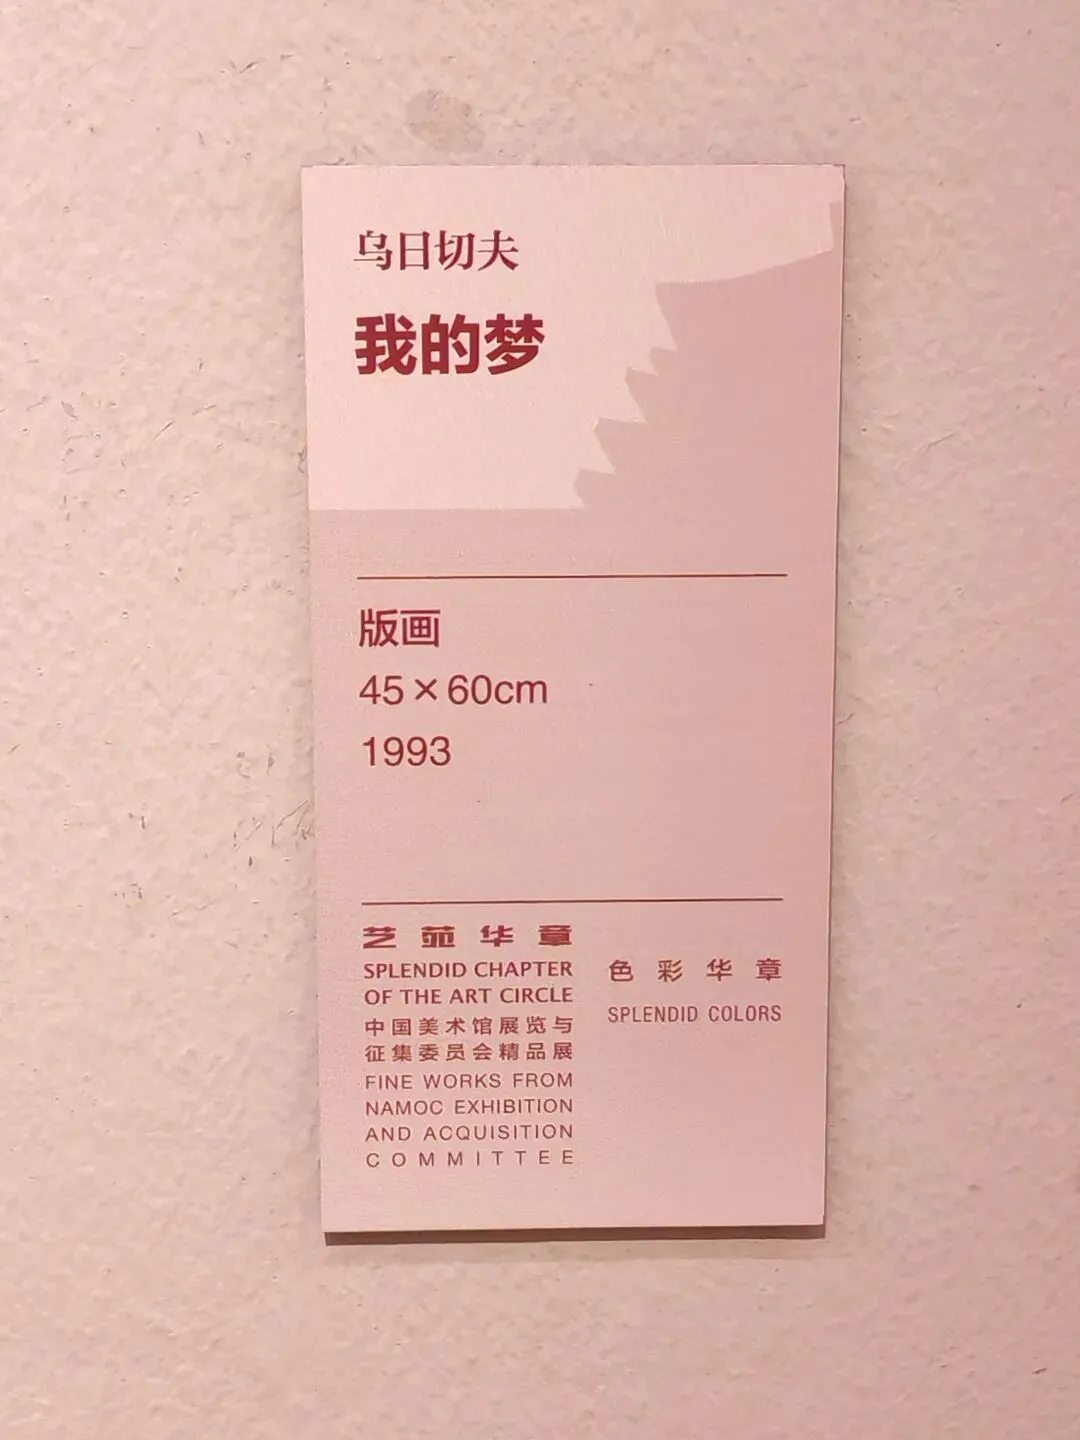 乌日切夫
我的梦
版画
45×60cm
1993
艺苑华章
SPLENDID CHAPTER
OF THE ART CIRCLE
中国美术馆展览与
征集委员会精品展
FINE WORKS FROM
NAMOC EXHIBITION
AND ACQUISITION
COMMITTEE
色彩华章
SPLENDID COLORS